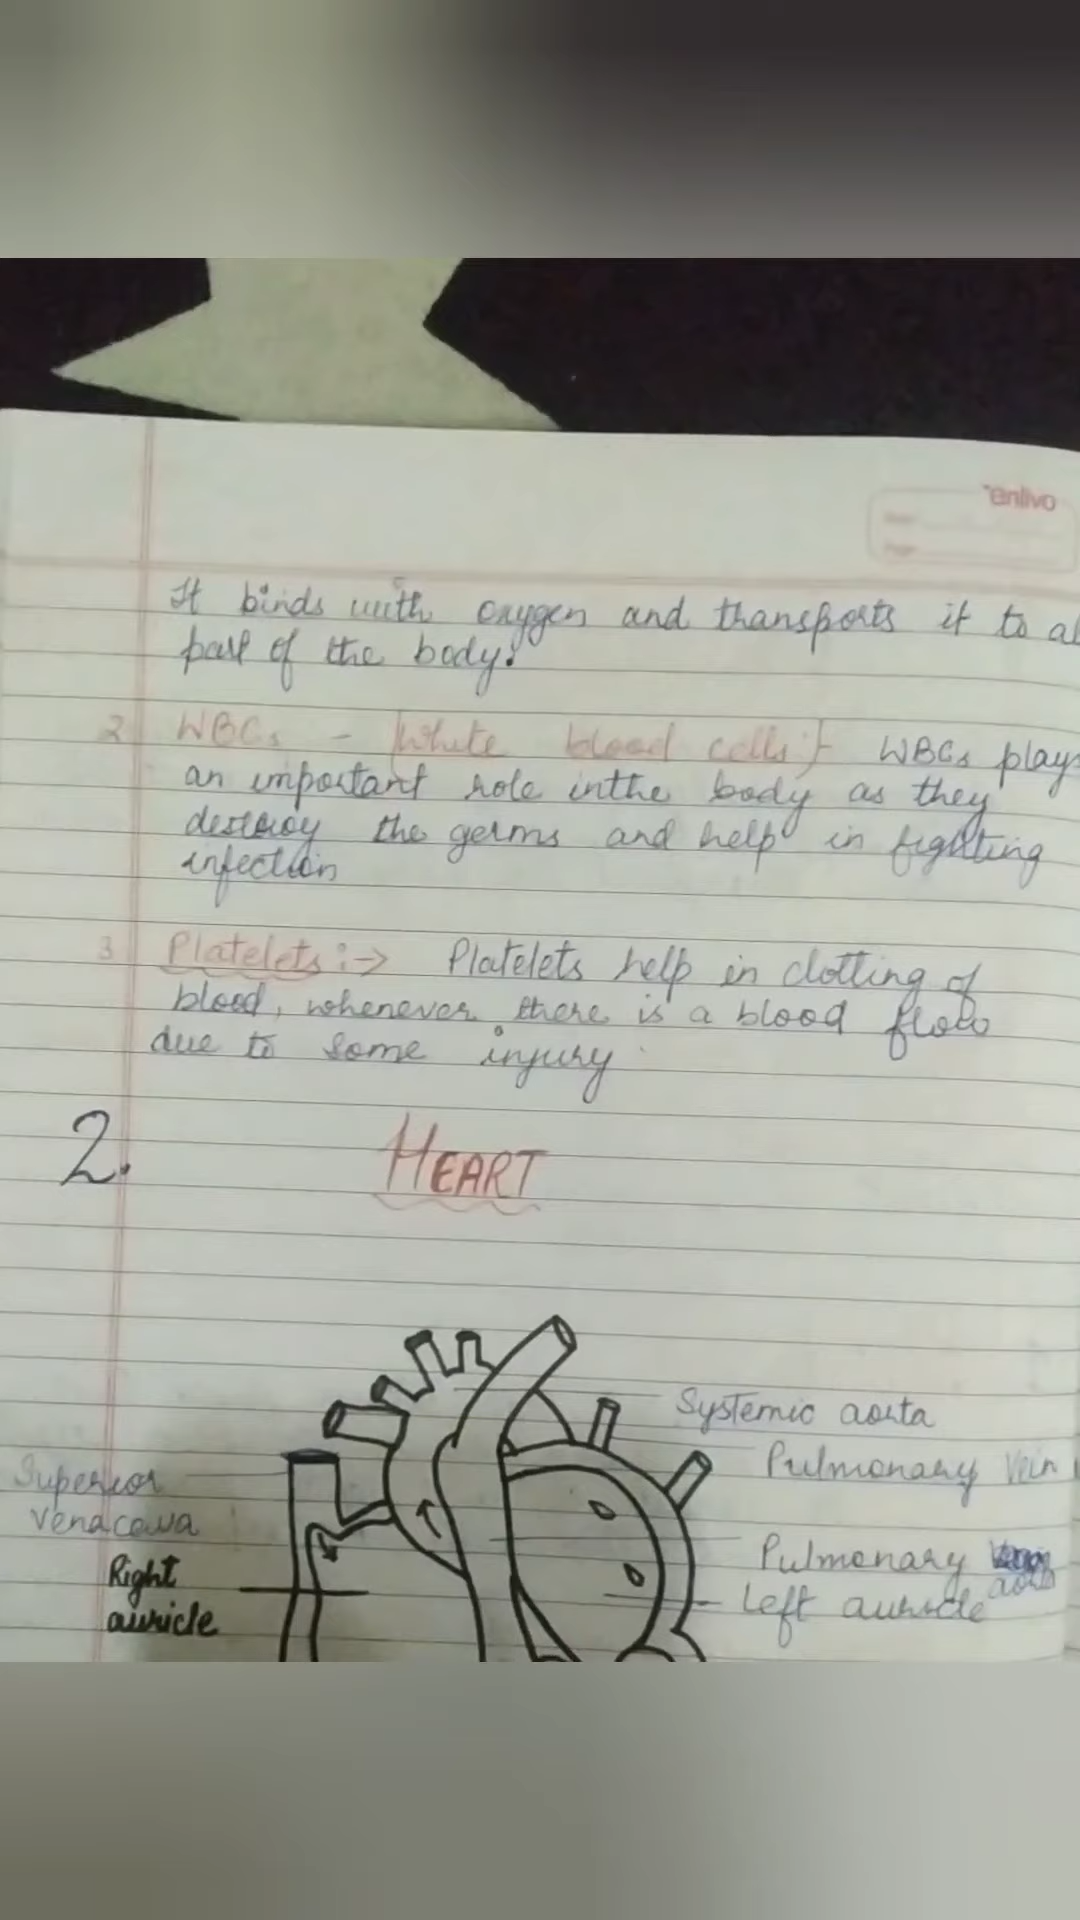 enlivo
It binds with oxygen and transports it to al
part of the body.
2 WBCs - White blood cells :- WBCs plays
an important role inthe body as they
destroy the germs and help in fighting
infection
3 Platelets :-> Platelets help in clotting of
blood, whenever there is a blood flow
due to some injury
2. HEART
Systemic aorta
Pulmonary Vein
Superior
Venacava
Pulmonary aorta
Right
auricle
Left auricle